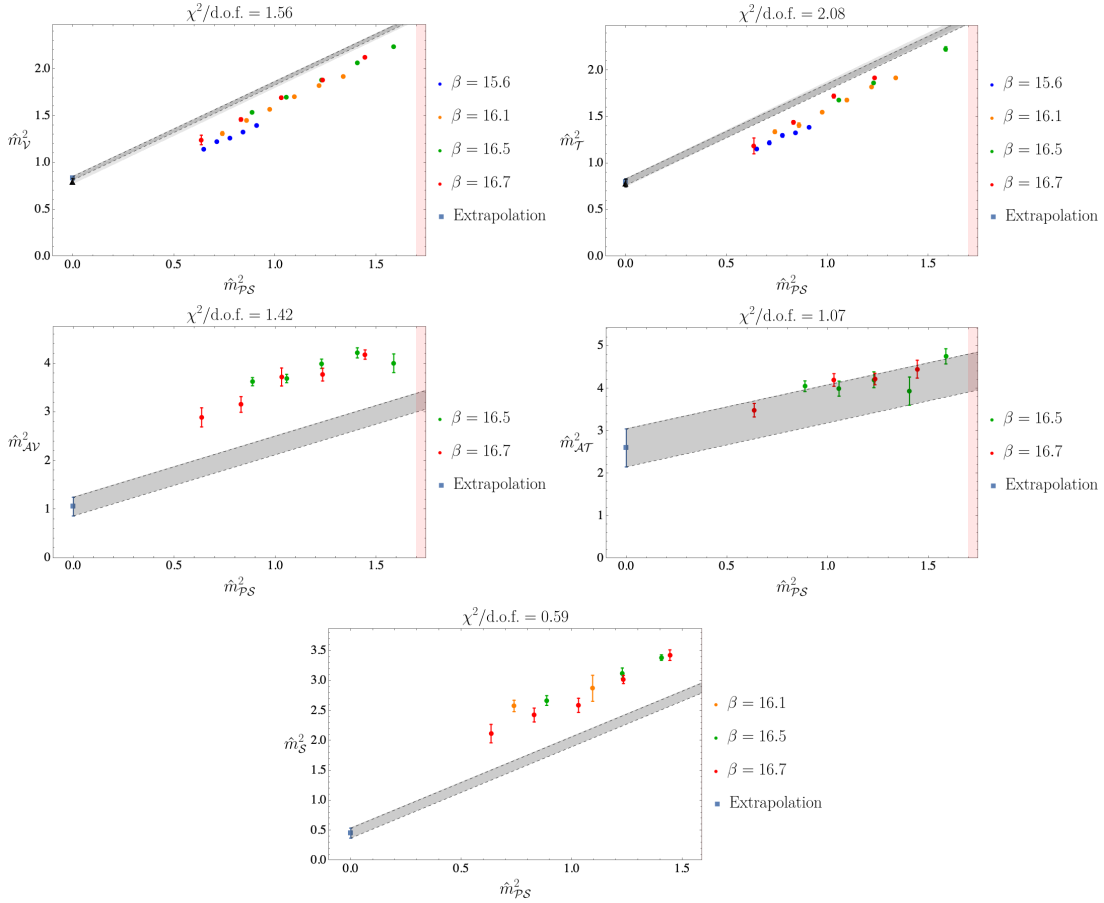 χ²/d.o.f. = 1.56
2.0
1.5
1.0
0.5
0.0
m̂²_𝒱
0.0 0.5 1.0 1.5
m̂²_𝒫𝒮
β = 15.6
β = 16.1
β = 16.5
β = 16.7
Extrapolation
χ²/d.o.f. = 2.08
2.0
1.5
1.0
0.5
0.0
m̂²_𝒯
0.0 0.5 1.0 1.5
m̂²_𝒫𝒮
β = 15.6
β = 16.1
β = 16.5
β = 16.7
Extrapolation
χ²/d.o.f. = 1.42
4
3
2
1
0
m̂²_𝒜𝒱
0.0 0.5 1.0 1.5
m̂²_𝒫𝒮
β = 16.5
β = 16.7
Extrapolation
χ²/d.o.f. = 1.07
5
4
3
2
1
0
m̂²_𝒜𝒯
0.0 0.5 1.0 1.5
m̂²_𝒫𝒮
β = 16.5
β = 16.7
Extrapolation
χ²/d.o.f. = 0.59
3.5
3.0
2.5
2.0
1.5
1.0
0.5
0.0
m̂²_𝒮
0.0 0.5 1.0 1.5
m̂²_𝒫𝒮
β = 16.1
β = 16.5
β = 16.7
Extrapolation